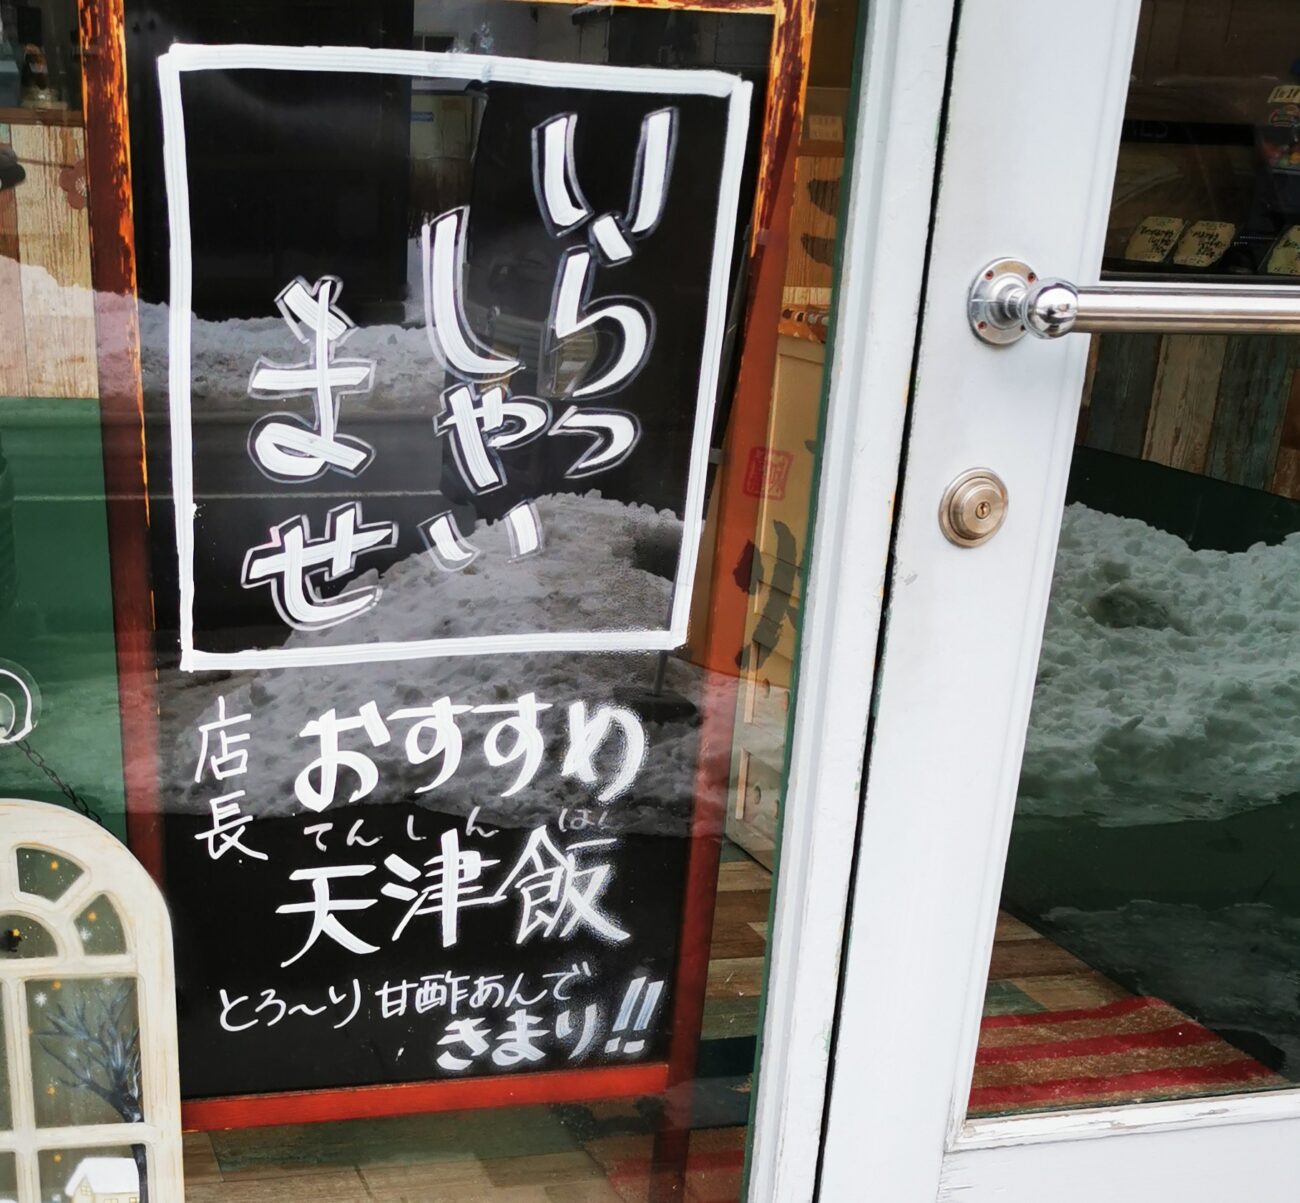 いらっ
しゃい
ませ
店長
おすすめ
てんしんはん
天津飯
とろ〜り甘酢あんで
きまり!!